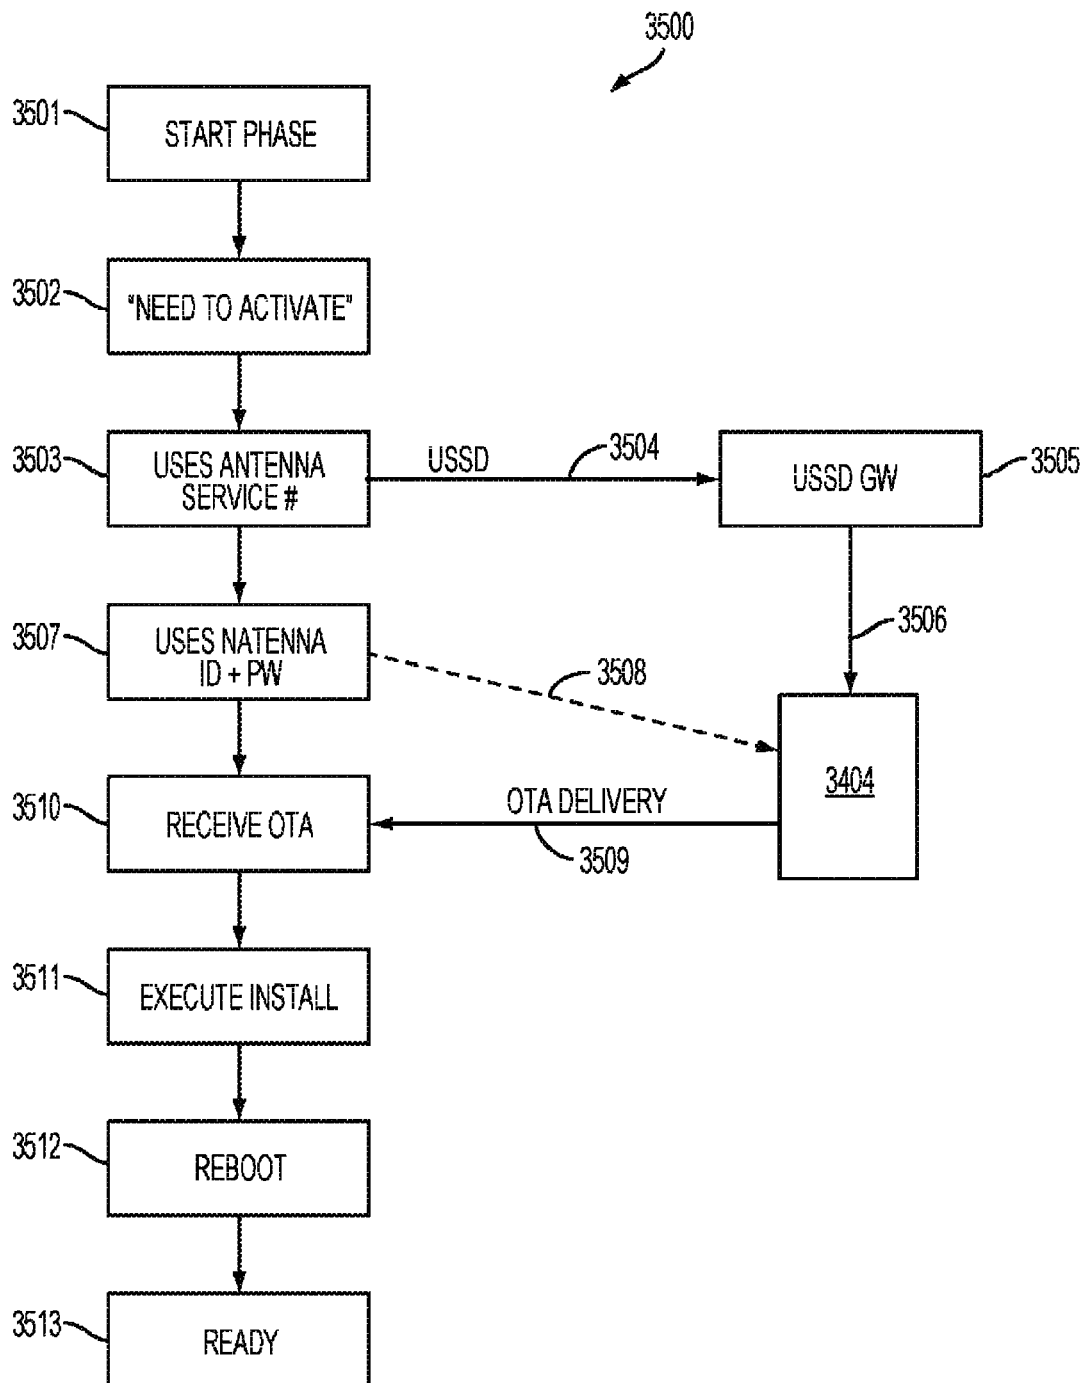 3500
3501
START PHASE
3502
"NEED TO ACTIVATE"
3503
USES ANTENNA
SERVICE #
USSD
3504
USSD GW
3505
3506
3507
USES NATENNA
ID + PW
3508
3404
3510
RECEIVE OTA
OTA DELIVERY
3509
3511
EXECUTE INSTALL
3512
REBOOT
3513
READY